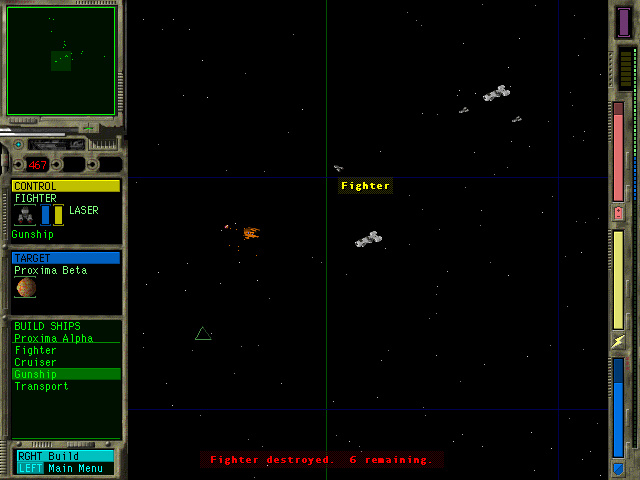 467
CONTROL
FIGHTER
LASER
Gunship
TARGET
Proxima Beta
BUILD SHIPS
Proxima Alpha
Fighter
Cruiser
Gunship
Transport
RGHT Build
LEFT Main Menu
Fighter
Fighter destroyed. 6 remaining.